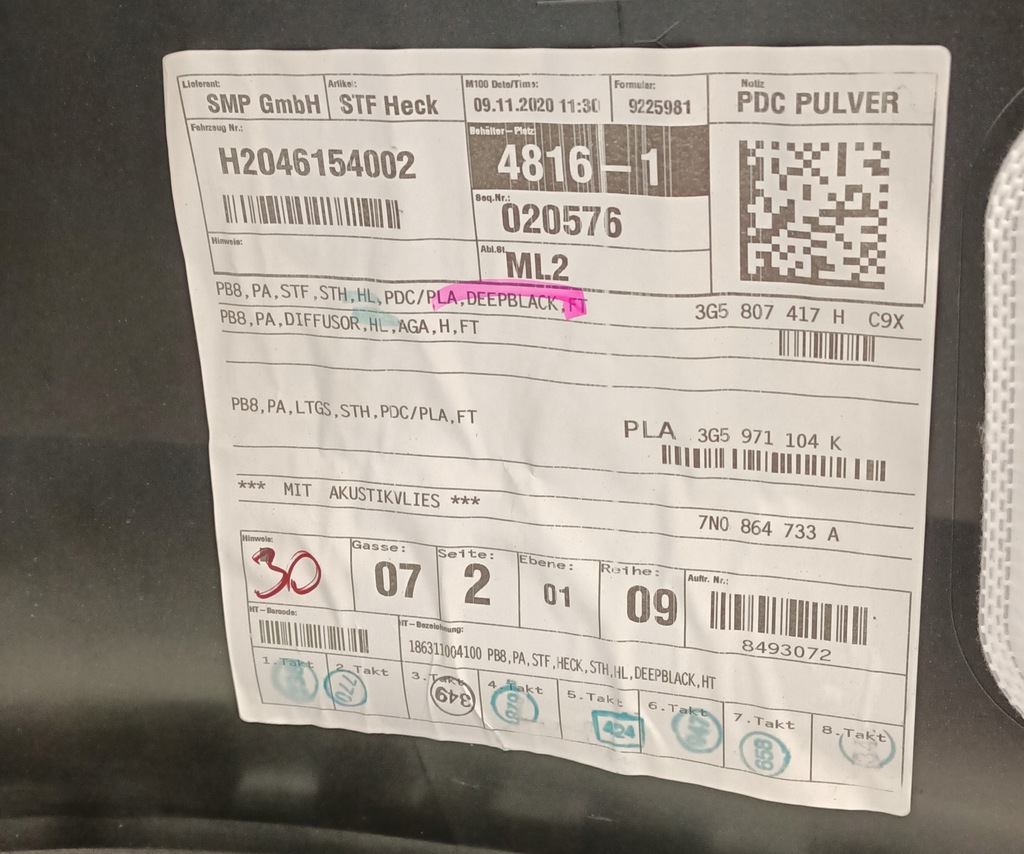 Lieferant:
SMP GmbH
Artikel:
STF Heck
M100 Date/Time:
09.11.2020 11:30
Formular:
9225981
Notiz
PDC PULVER
Fahrzeug Nr.:
H2046154002
Behälter-Platz
4816-1
Seq.Nr.:
020576
Hinweis:
Abl.St.
ML2
PB8,PA,STF,STH,HL,PDC/PLA,DEEPBLACK,FT
3G5 807 417 H C9X
PB8,PA,DIFFUSOR,HL,AGA,H,FT
PB8,PA,LTGS,STH,PDC/PLA,FT
PLA 3G5 971 104 K
*** MIT AKUSTIKVLIES ***
7N0 864 733 A
Hinweis:
30
Gasse:
07
Seite:
2
Ebene:
01
Reihe:
09
Auftr. Nr.:
8493072
HT-Barcode:
HT-Bezeichnung:
186311004100 PB8,PA,STF,HECK,STH,HL,DEEPBLACK,HT
1.Takt
2.Takt
770
3.Takt
349
4.Takt
5.Takt
424
6.Takt
7.Takt
658
8.Takt